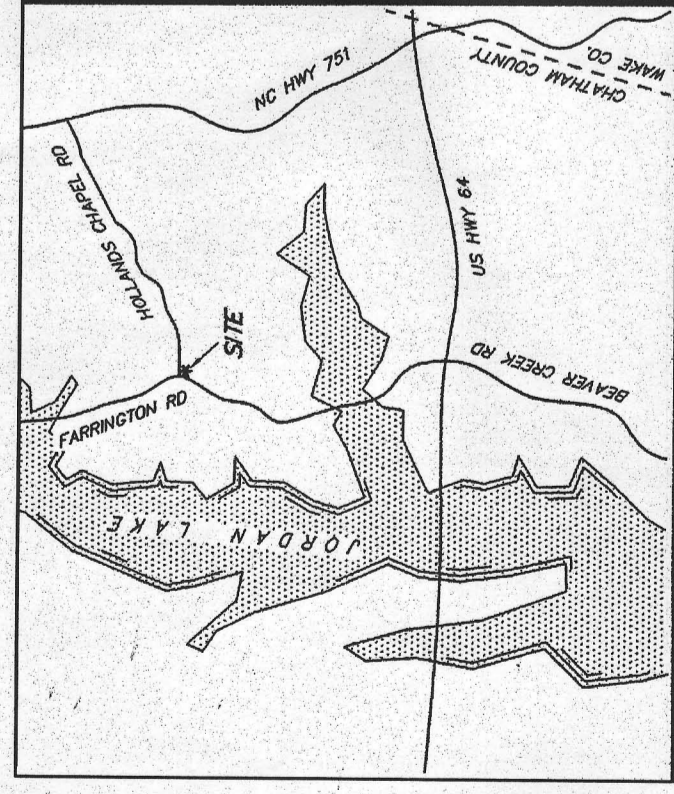 NC HWY 751
WAKE CO.
CHATHAM COUNTY
HOLLANDS CHAPEL RD
US HWY 64
SITE
BEAVER CREEK RD
FARRINGTON RD
JORDAN LAKE